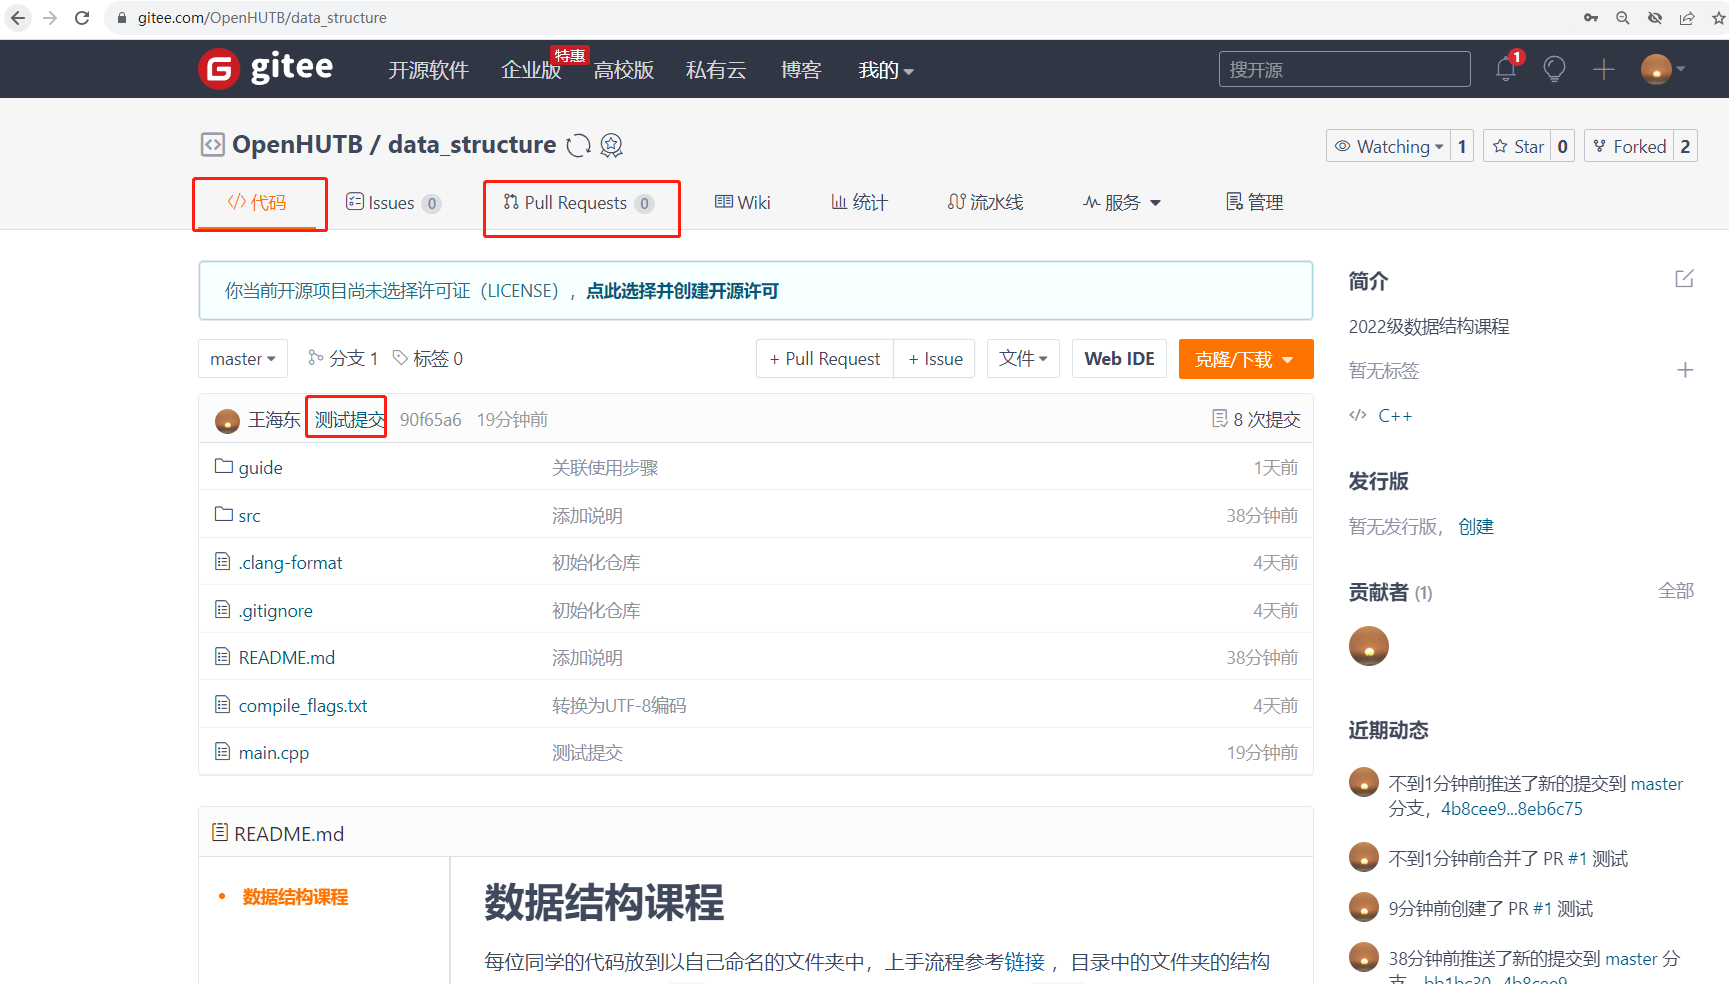 gitee.com/OpenHUTB/data_structure
gitee 开源软件 企业版 特惠 高校版 私有云 博客 我的 搜开源 1
OpenHUTB / data_structure Watching 1 Star 0 Forked 2
代码 Issues 0 Pull Requests 0 Wiki 统计 流水线 服务 管理
你当前开源项目尚未选择许可证（LICENSE），点此选择并创建开源许可
master 分支 1 标签 0 + Pull Request + Issue 文件 Web IDE 克隆/下载
王海东 测试提交 90f65a6 19分钟前 8 次提交
guide 关联使用步骤 1天前
src 添加说明 38分钟前
.clang-format 初始化仓库 4天前
.gitignore 初始化仓库 4天前
README.md 添加说明 38分钟前
compile_flags.txt 转换为UTF-8编码 4天前
main.cpp 测试提交 19分钟前
README.md
数据结构课程
数据结构课程
每位同学的代码放到以自己命名的文件夹中，上手流程参考链接 ，目录中的文件夹的结构
简介
2022级数据结构课程
暂无标签
C++
发行版
暂无发行版，创建
贡献者 (1) 全部
近期动态
不到1分钟前推送了新的提交到 master
分支，4b8cee9...8eb6c75
不到1分钟前合并了 PR #1 测试
9分钟前创建了 PR #1 测试
38分钟前推送了新的提交到 master 分
支，bb1bc30...4b8cee9